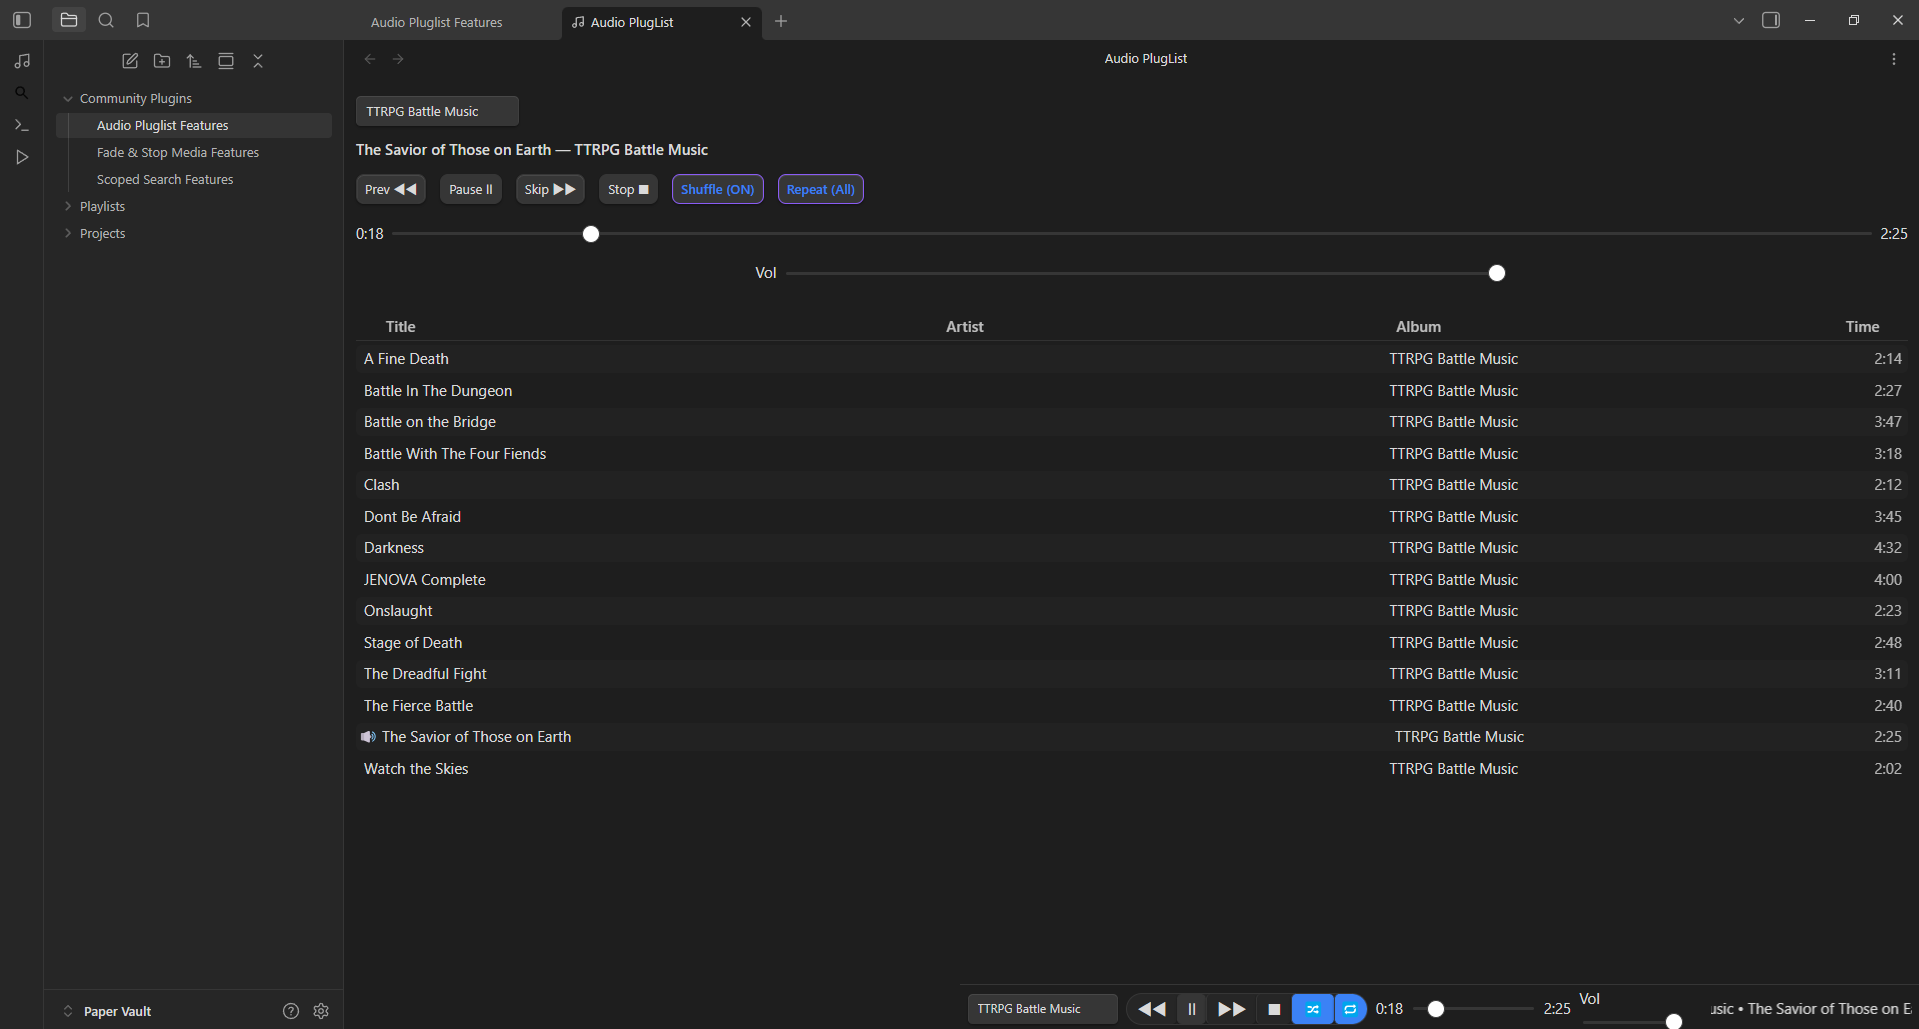 Audio Pluglist Features
Audio PlugList
Audio PlugList
Community Plugins
Audio Pluglist Features
Fade & Stop Media Features
Scoped Search Features
Playlists
Projects
Paper Vault
TTRPG Battle Music
The Savior of Those on Earth — TTRPG Battle Music
Prev Pause Skip Stop Shuffle (ON) Repeat (All)
0:18 2:25
Vol
Title Artist Album Time
A Fine Death TTRPG Battle Music 2:14
Battle In The Dungeon TTRPG Battle Music 2:27
Battle on the Bridge TTRPG Battle Music 3:47
Battle With The Four Fiends TTRPG Battle Music 3:18
Clash TTRPG Battle Music 2:12
Dont Be Afraid TTRPG Battle Music 3:45
Darkness TTRPG Battle Music 4:32
JENOVA Complete TTRPG Battle Music 4:00
Onslaught TTRPG Battle Music 2:23
Stage of Death TTRPG Battle Music 2:48
The Dreadful Fight TTRPG Battle Music 3:11
The Fierce Battle TTRPG Battle Music 2:40
The Savior of Those on Earth TTRPG Battle Music 2:25
Watch the Skies TTRPG Battle Music 2:02
TTRPG Battle Music 0:18 2:25 Vol usic • The Savior of Those on E